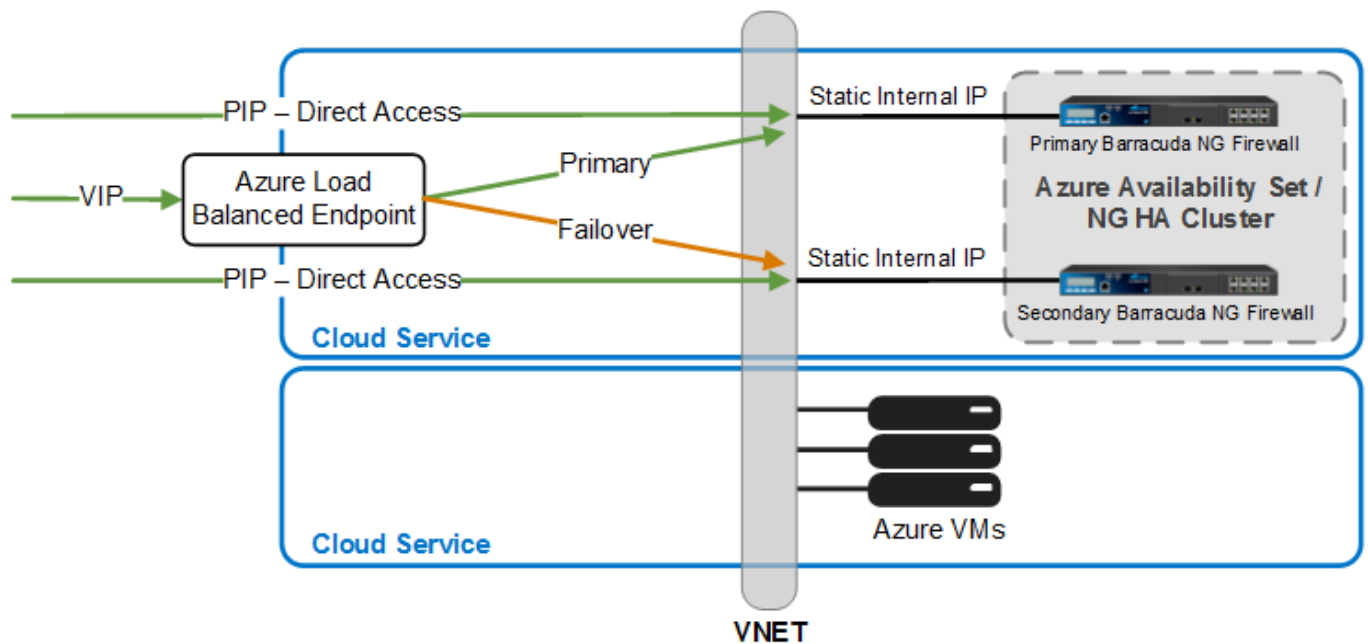 PIP – Direct Access
Static Internal IP
Primary Barracuda NG Firewall
Primary
VIP
Azure Load
Balanced Endpoint
Azure Availability Set /
NG HA Cluster
Failover
Static Internal IP
PIP – Direct Access
Secondary Barracuda NG Firewall
Cloud Service
Azure VMs
Cloud Service
VNET